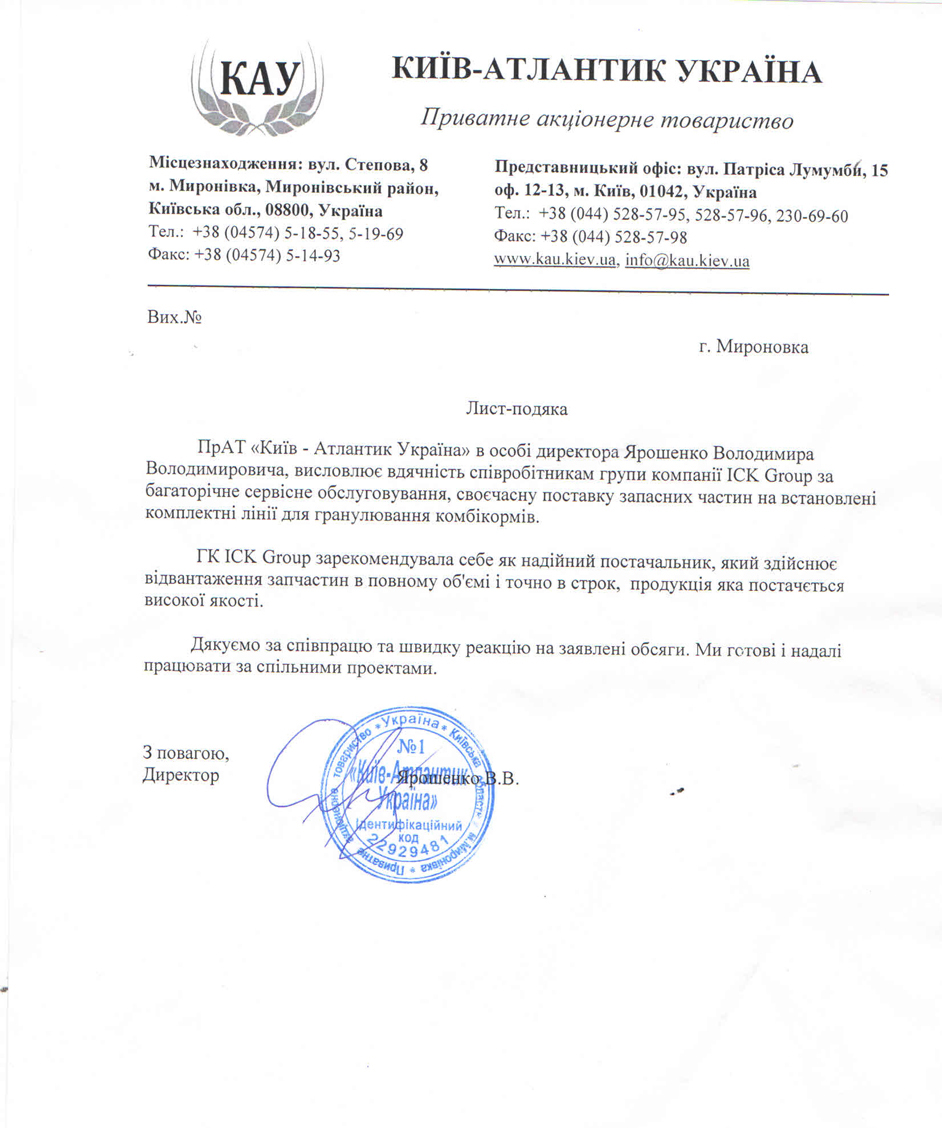 КАУ
КИЇВ-АТЛАНТИК УКРАЇНА
Приватне акціонерне товариство
Місцезнаходження: вул. Степова, 8
м. Миронівка, Миронівський район,
Київська обл., 08800, Україна
Тел.: +38 (04574) 5-18-55, 5-19-69
Факс: +38 (04574) 5-14-93
Представницький офіс: вул. Патріса Лумумби, 15
оф. 12-13, м. Київ, 01042, Україна
Тел.: +38 (044) 528-57-95, 528-57-96, 230-69-60
Факс: +38 (044) 528-57-98
www.kau.kiev.ua, info@kau.kiev.ua
Вих.№
г. Мироновка
Лист-подяка
ПрАТ «Київ - Атлантик Україна» в особі директора Ярошенко Володимира
Володимировича, висловлює вдячність співробітникам групи компанії ICK Group за
багаторічне сервісне обслуговування, своєчасну поставку запасних частин на встановлені
комплектні лінії для гранулювання комбікормів.
ГК ICK Group зарекомендувала себе як надійний постачальник, який здійснює
відвантаження запчастин в повному об'ємі і точно в строк, продукція яка постачється
високої якості.
Дякуємо за співпрацю та швидку реакцію на заявлені обсяги. Ми готові і надалі
працювати за спільними проектами.
З повагою,
Директор
Ярошенко В.В.
Приватне акціонерне товариство * Україна * Київська область м.Миронівка *
№1
«Київ-Атлантик
Україна»
Ідентифікаційний
код
22929481